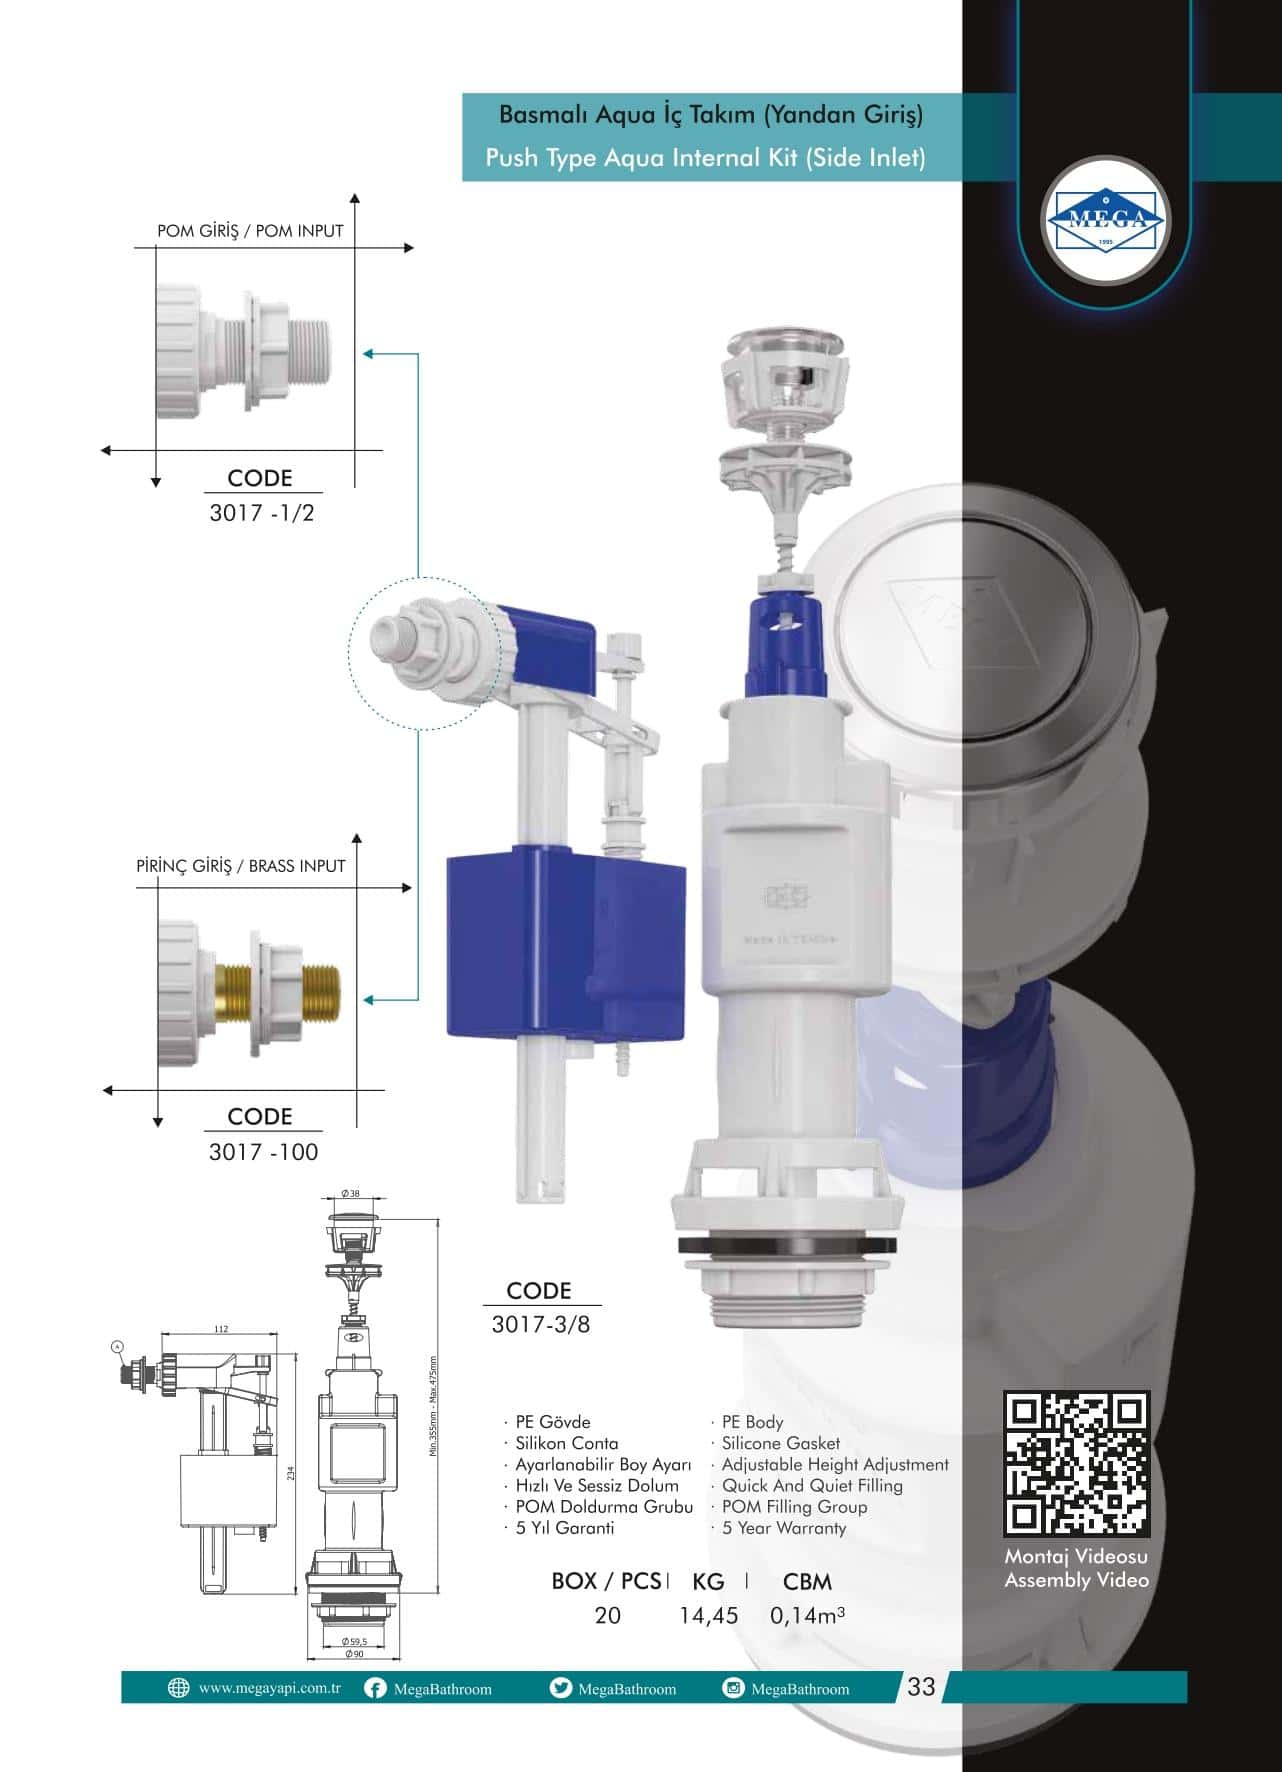 Basmalı Aqua İç Takım (Yandan Giriş)
Push Type Aqua Internal Kit (Side Inlet)
MEGA
1995
POM GİRİŞ / POM INPUT
CODE
3017 -1/2
PİRİNÇ GİRİŞ / BRASS INPUT
CODE
3017 -100
Ø38
112
A
234
Min.355mm - Max.475mm
Ø59,5
Ø90
CODE
3017-3/8
· PE Gövde
· Silikon Conta
· Ayarlanabilir Boy Ayarı
· Hızlı Ve Sessiz Dolum
· POM Doldurma Grubu
· 5 Yıl Garanti
· PE Body
· Silicone Gasket
· Adjustable Height Adjustment
· Quick And Quiet Filling
· POM Filling Group
· 5 Year Warranty
BOX / PCS | KG | CBM
20 14,45 0,14m³
Montaj Videosu
Assembly Video
www.megayapi.com.tr MegaBathroom MegaBathroom MegaBathroom 33